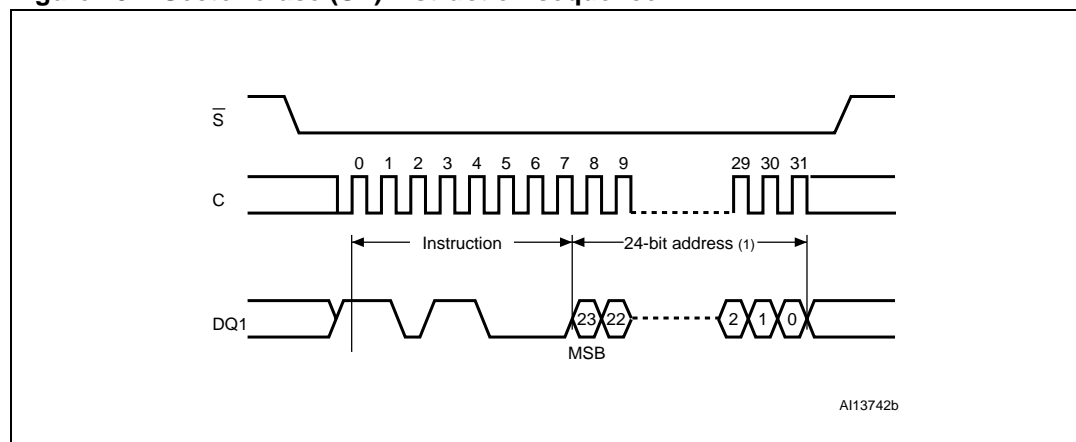 S
0 1 2 3 4 5 6 7 8 9 29 30 31
C
Instruction 24-bit address (1)
DQ1 23 22 2 1 0
MSB
AI13742b